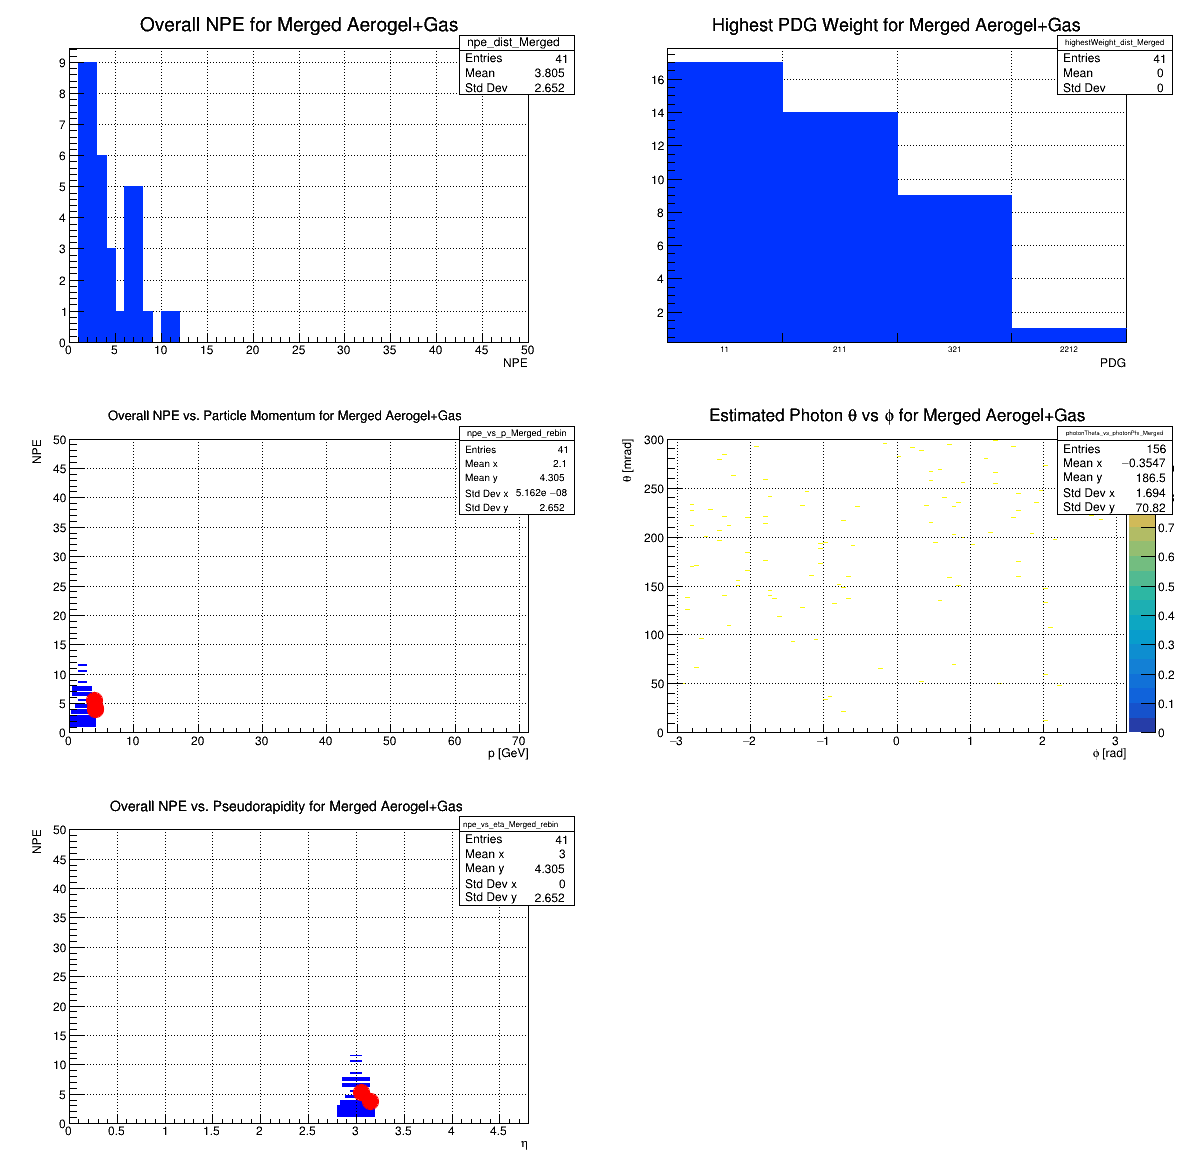 Overall NPE for Merged Aerogel+Gas
npe_dist_Merged
Entries 41
Mean 3.805
Std Dev 2.652
9
8
7
6
5
4
3
2
1
0
0 5 10 15 20 25 30 35 40 45 50
NPE
Highest PDG Weight for Merged Aerogel+Gas
highestWeight_dist_Merged
Entries 41
Mean 0
Std Dev 0
16
14
12
10
8
6
4
2
11 211 321 2212
PDG
Overall NPE vs. Particle Momentum for Merged Aerogel+Gas
npe_vs_p_Merged_rebin
Entries 41
Mean x 2.1
Mean y 4.305
Std Dev x 5.162e −08
Std Dev y 2.652
NPE
50
45
40
35
30
25
20
15
10
5
0
0 10 20 30 40 50 60 70
p [GeV]
Estimated Photon θ vs ϕ for Merged Aerogel+Gas
photonTheta_vs_photonPhi_Merged
Entries 156
Mean x −0.3547
Mean y 186.5
Std Dev x 1.694
Std Dev y 70.82
θ [mrad]
300
250
200
150
100
50
0
−3 −2 −1 0 1 2 3
ϕ [rad]
0.7
0.6
0.5
0.4
0.3
0.2
0.1
0
Overall NPE vs. Pseudorapidity for Merged Aerogel+Gas
npe_vs_eta_Merged_rebin
Entries 41
Mean x 3
Mean y 4.305
Std Dev x 0
Std Dev y 2.652
NPE
50
45
40
35
30
25
20
15
10
5
0
0 0.5 1 1.5 2 2.5 3 3.5 4 4.5
η